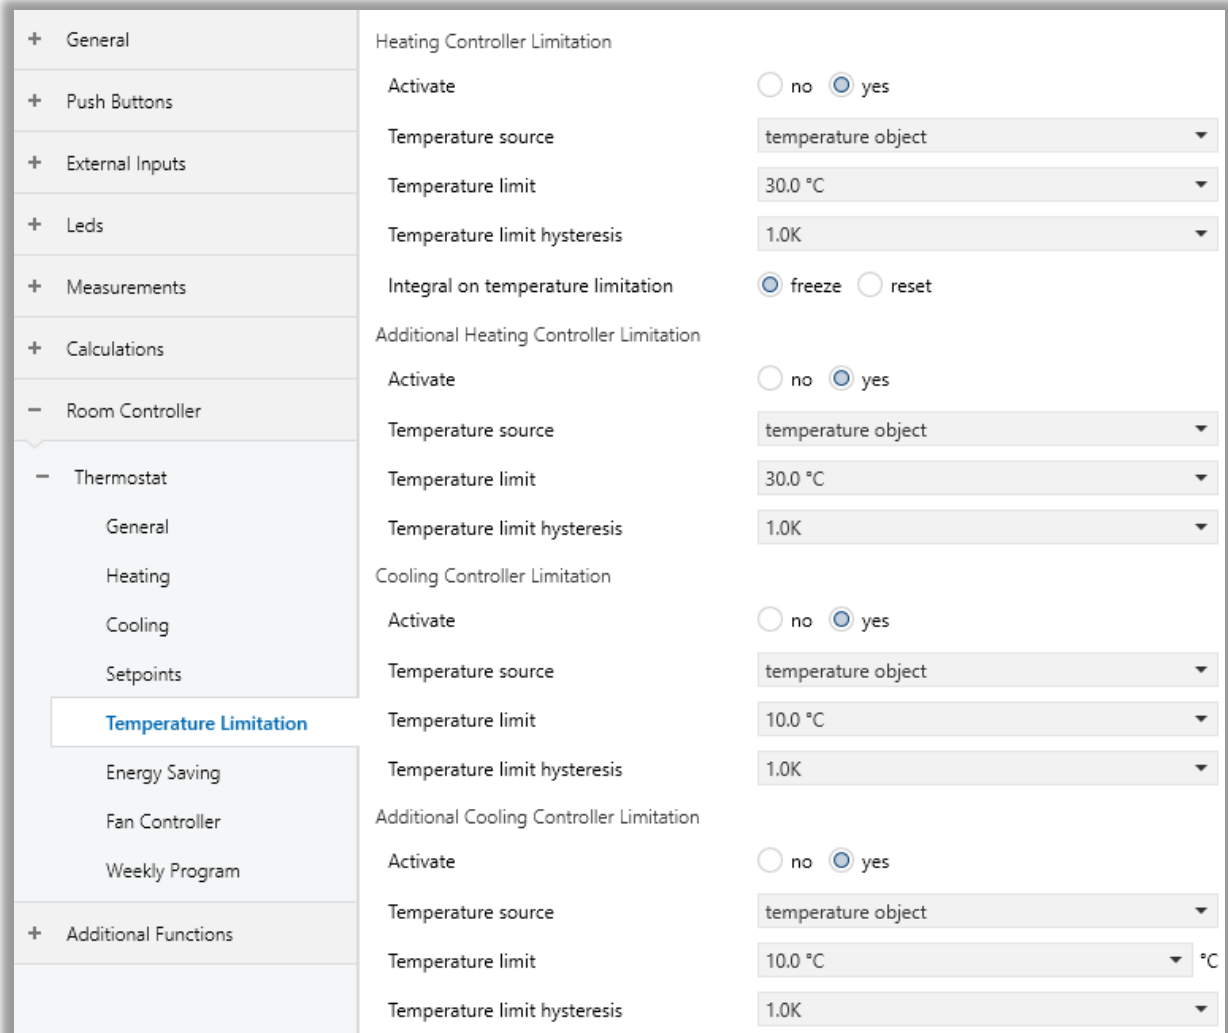 General
Push Buttons
External Inputs
Leds
Measurements
Calculations
Room Controller
Thermostat
General
Heating
Cooling
Setpoints
Temperature Limitation
Energy Saving
Fan Controller
Weekly Program
Additional Functions
Heating Controller Limitation
Activate no yes
Temperature source temperature object
Temperature limit 30.0 °C
Temperature limit hysteresis 1.0K
Integral on temperature limitation freeze reset
Additional Heating Controller Limitation
Activate no yes
Temperature source temperature object
Temperature limit 30.0 °C
Temperature limit hysteresis 1.0K
Cooling Controller Limitation
Activate no yes
Temperature source temperature object
Temperature limit 10.0 °C
Temperature limit hysteresis 1.0K
Additional Cooling Controller Limitation
Activate no yes
Temperature source temperature object
Temperature limit 10.0 °C °C
Temperature limit hysteresis 1.0K